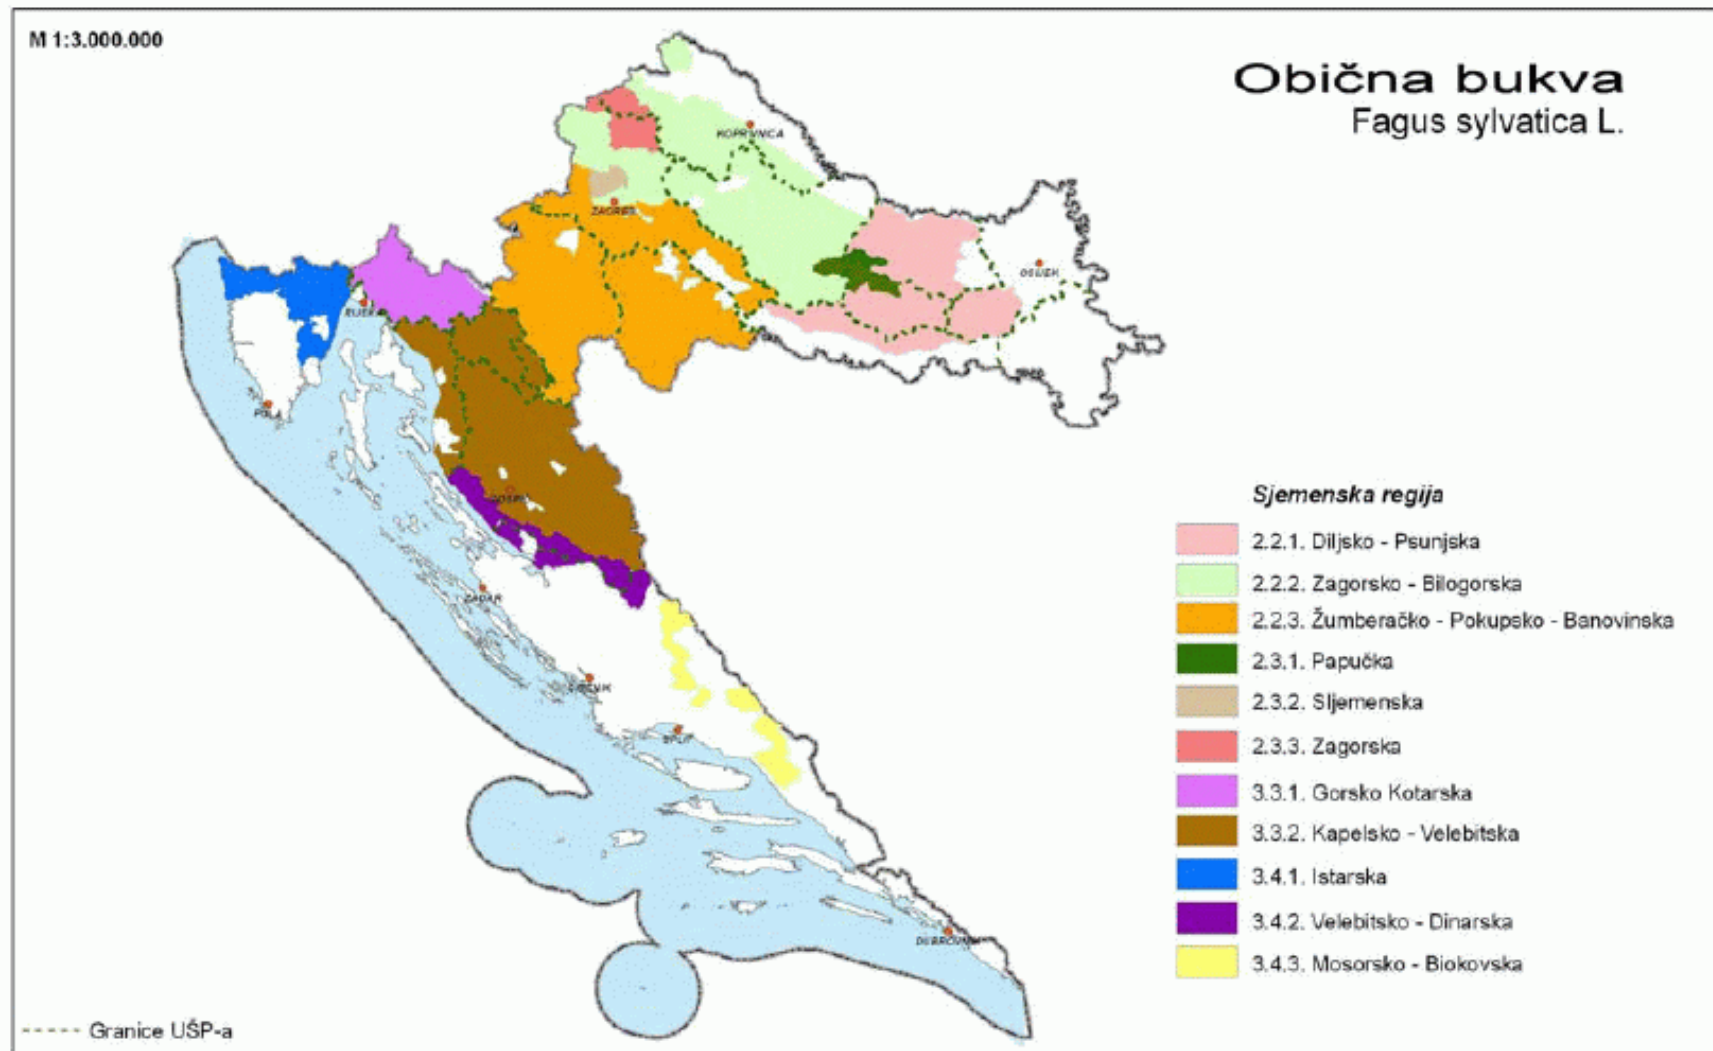 M 1:3.000.000
Obična bukva
Fagus sylvatica L.
KOPRIVNICA
ZAGREB
OSIJEK
RIJEKA
PULA
GOSPIĆ
ZADAR
ŠIBENIK
SPLIT
DUBROVNIK
Sjemenska regija
2.2.1. Diljsko - Psunjska
2.2.2. Zagorsko - Bilogorska
2.2.3. Žumberačko - Pokupsko - Banovinska
2.3.1. Papučka
2.3.2. Sljemenska
2.3.3. Zagorska
3.3.1. Gorsko Kotarska
3.3.2. Kapelsko - Velebitska
3.4.1. Istarska
3.4.2. Velebitsko - Dinarska
3.4.3. Mosorsko - Biokovska
Granice UŠP-a